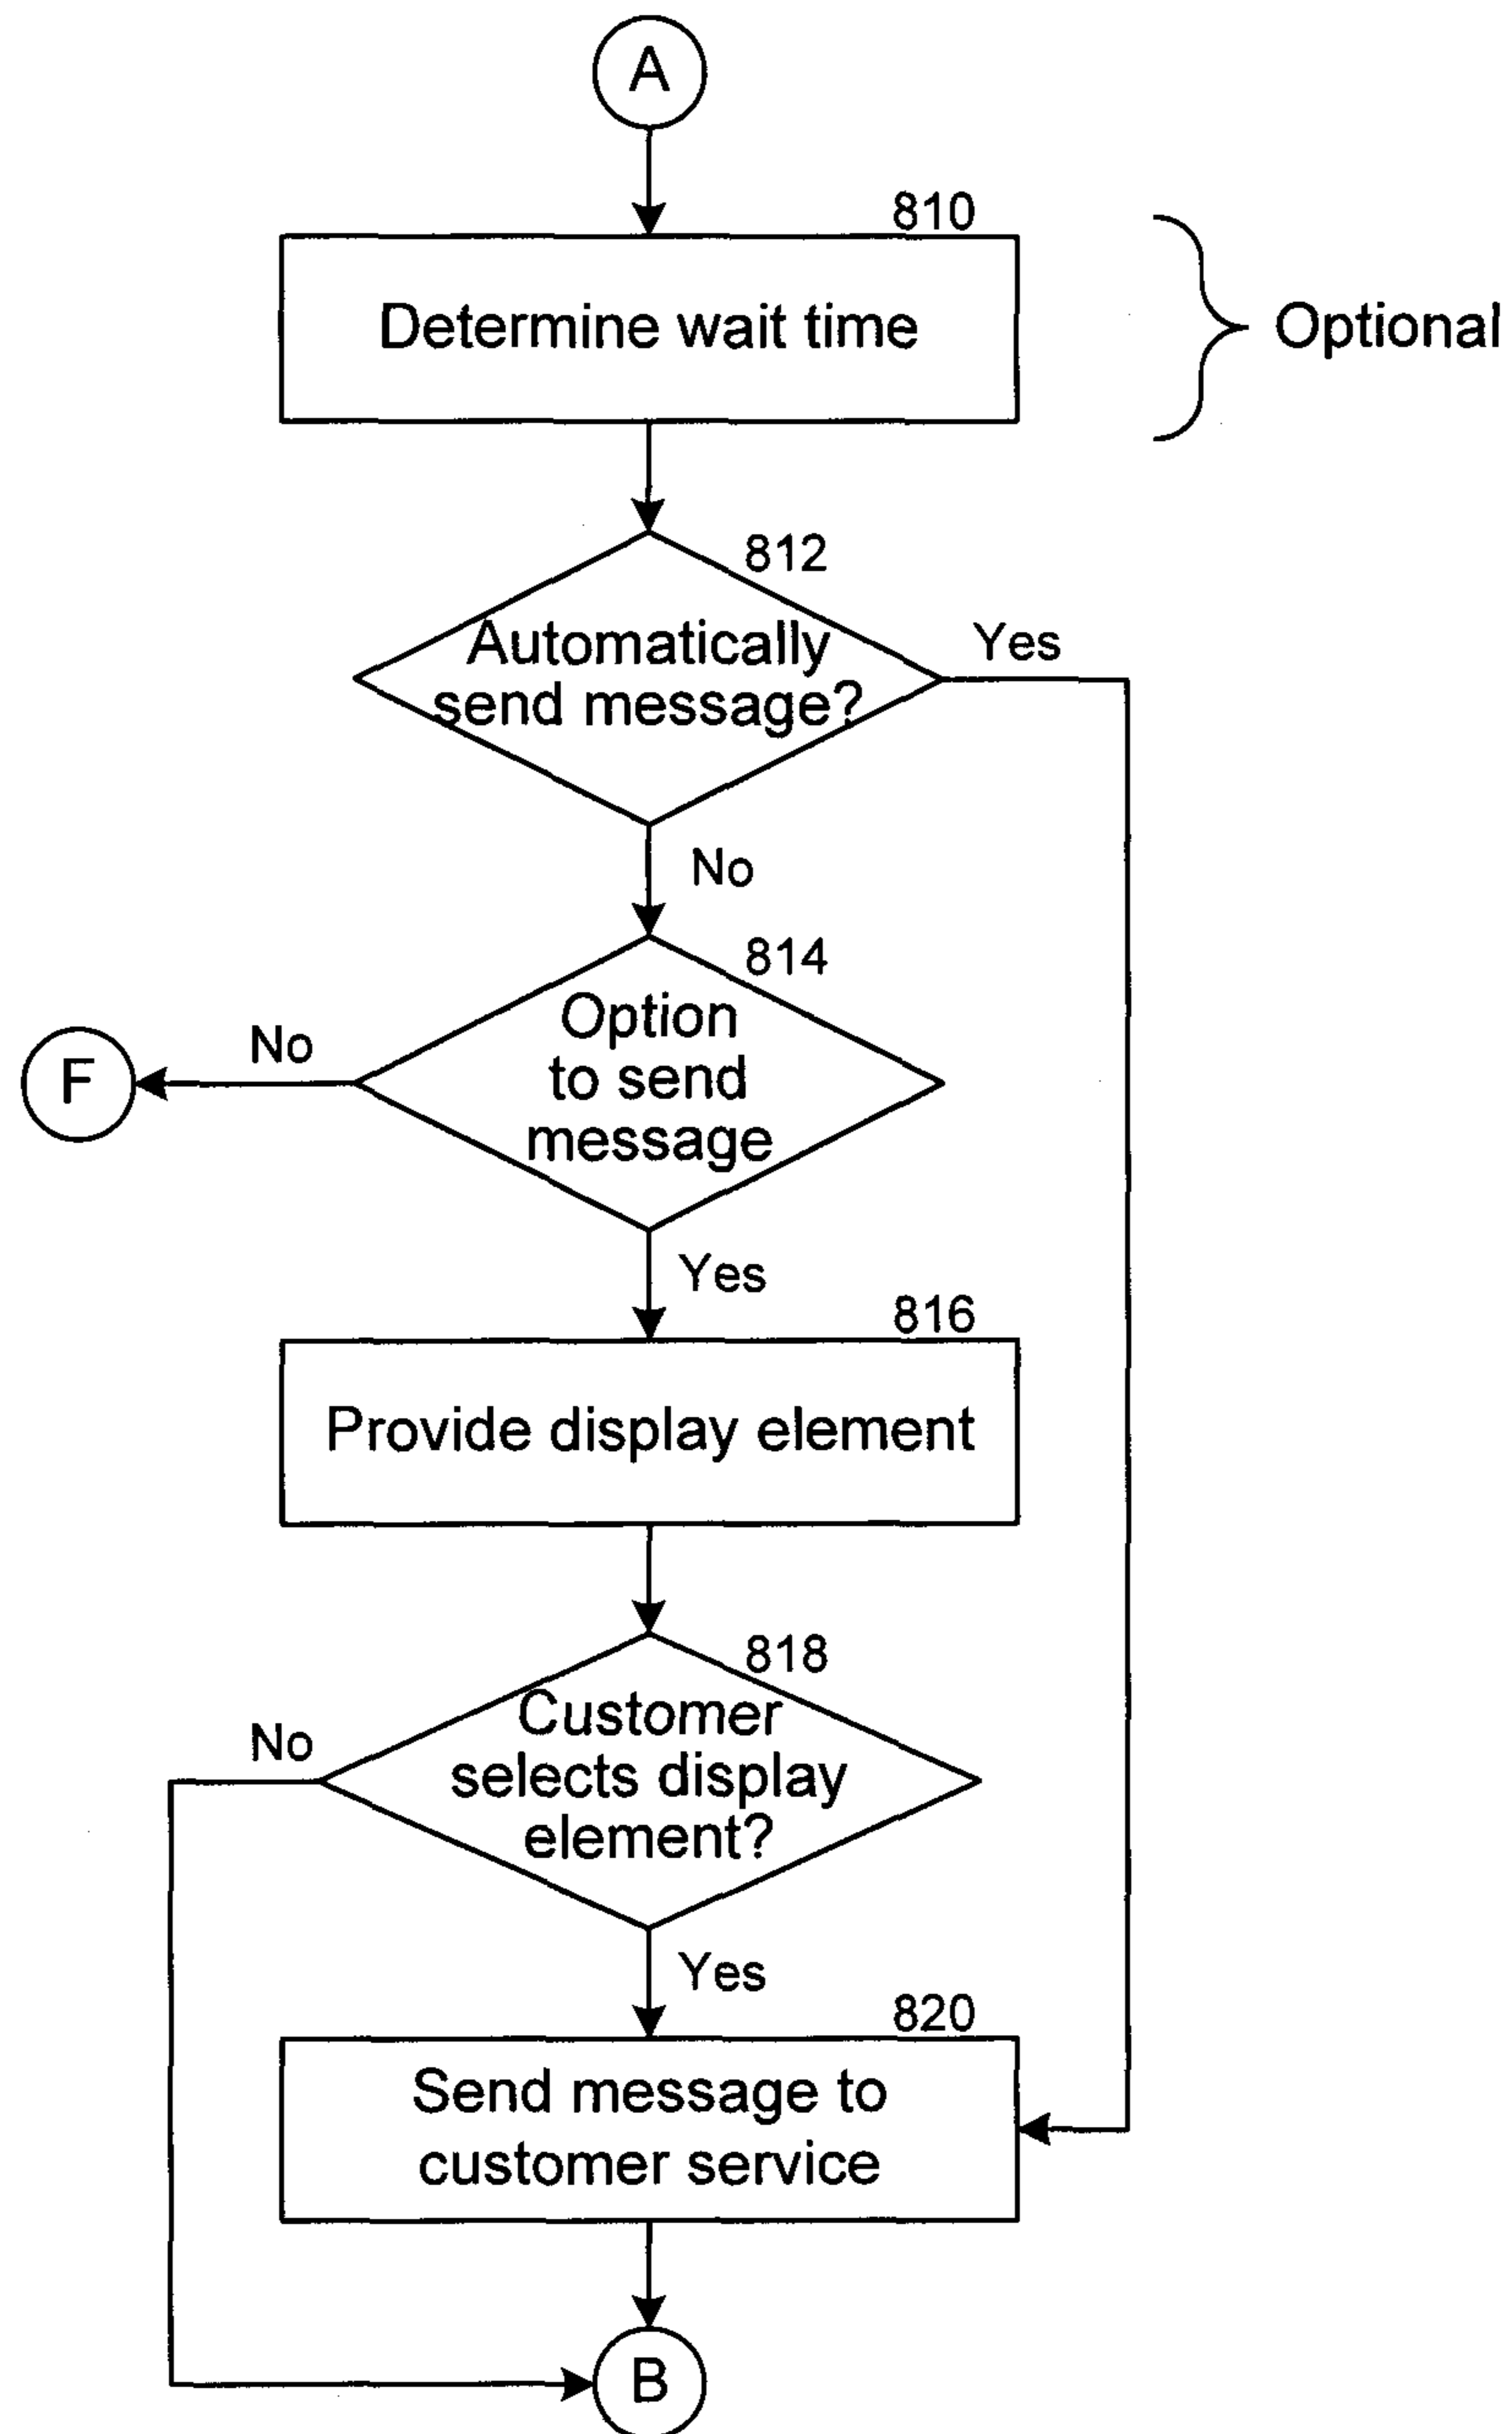 A
810
Determine wait time
Optional
812
Automatically
send message?
Yes
No
814
Option
to send
message
No
F
Yes
816
Provide display element
818
Customer
selects display
element?
No
Yes
820
Send message to
customer service
B